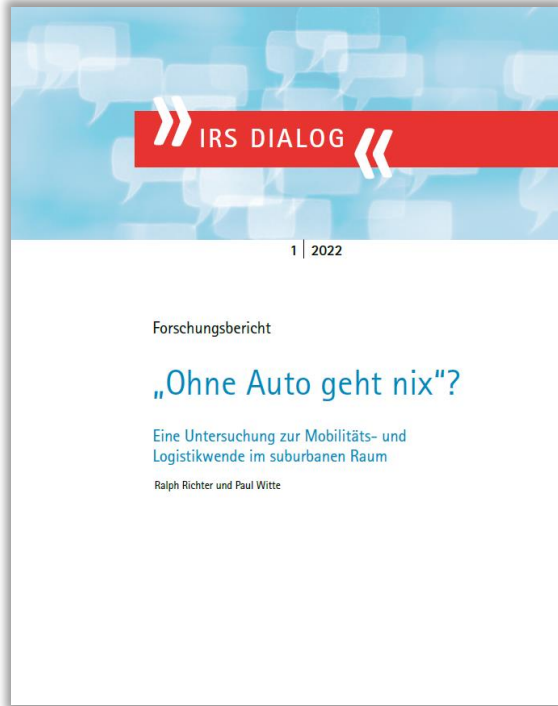 » IRS DIALOG «
1 | 2022
Forschungsbericht
„Ohne Auto geht nix“?
Eine Untersuchung zur Mobilitäts- und
Logistikwende im suburbanen Raum
Ralph Richter und Paul Witte